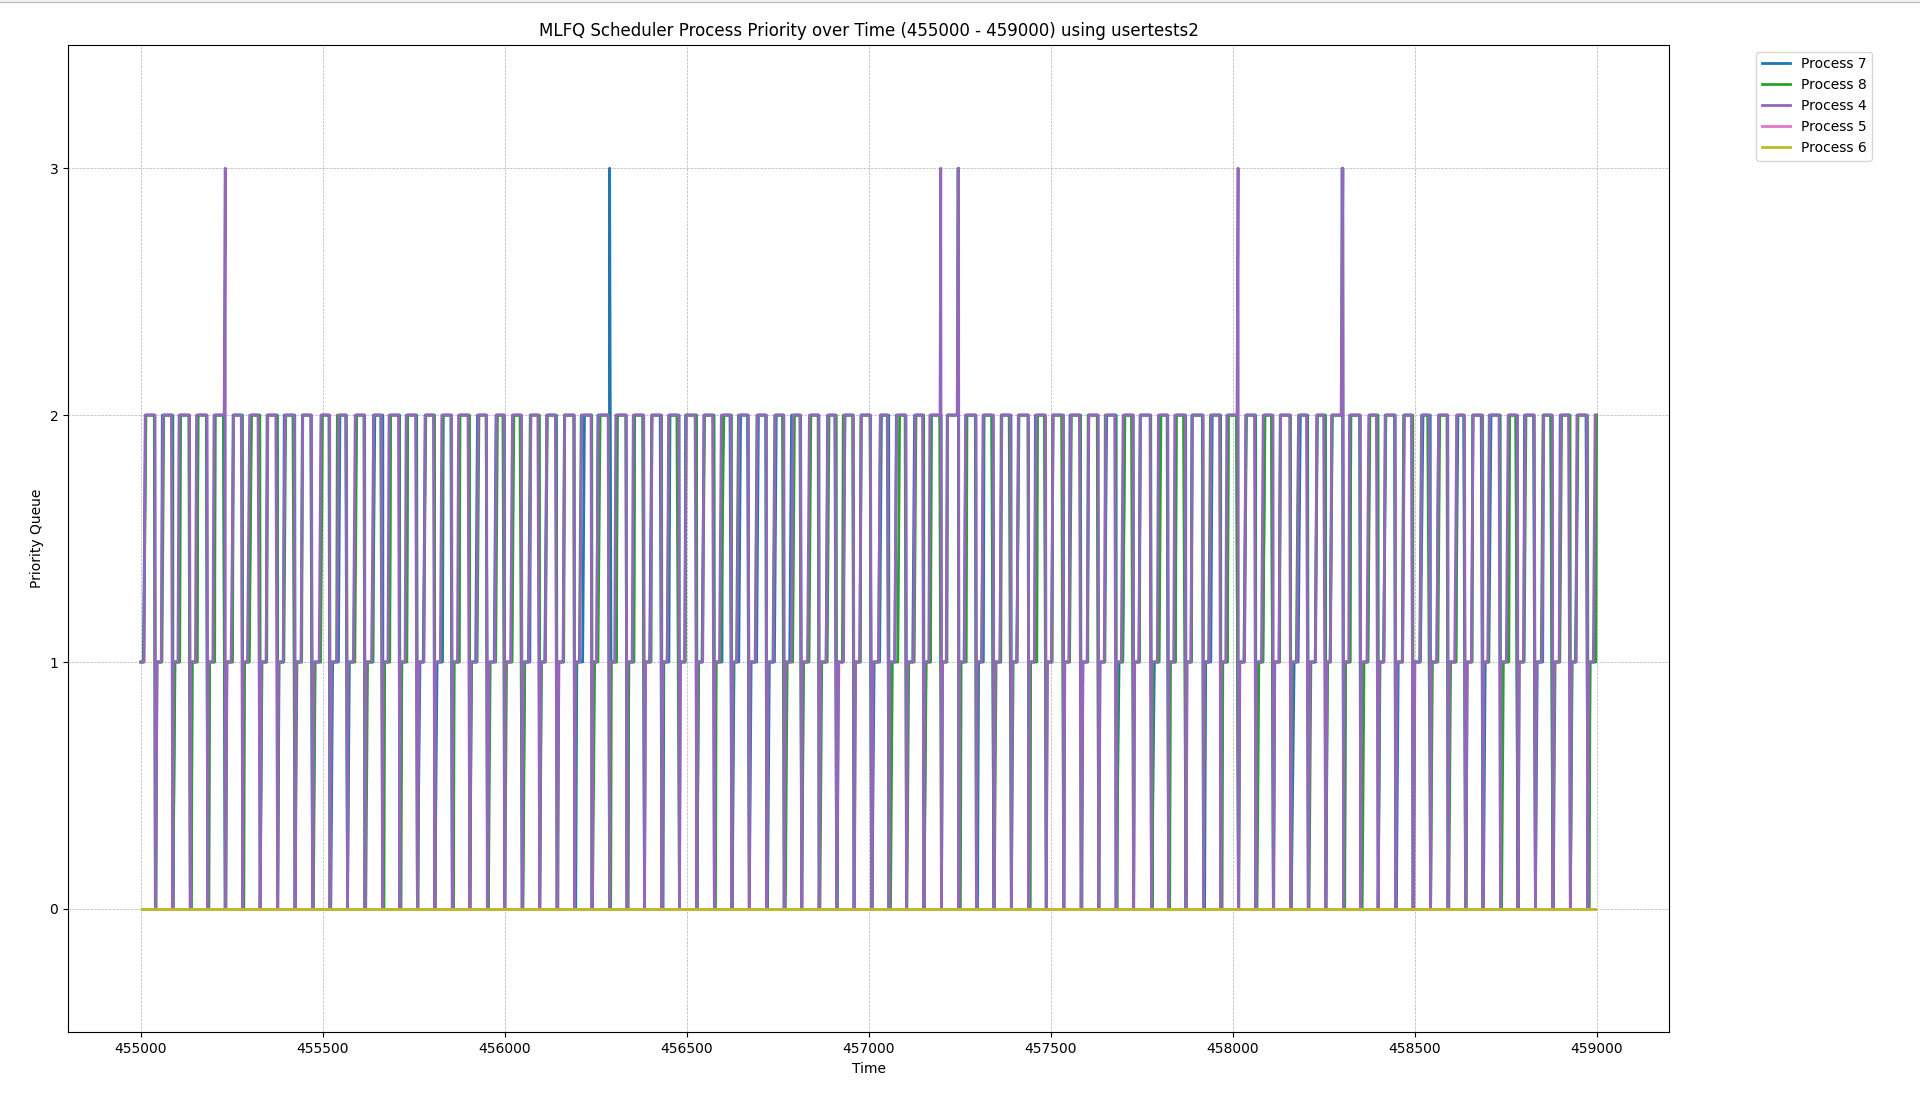 MLFQ Scheduler Process Priority over Time (455000 - 459000) using usertests2
Process 7
Process 8
Process 4
Process 5
Process 6
3
2
1
0
Priority Queue
455000
455500
456000
456500
457000
457500
458000
458500
459000
Time